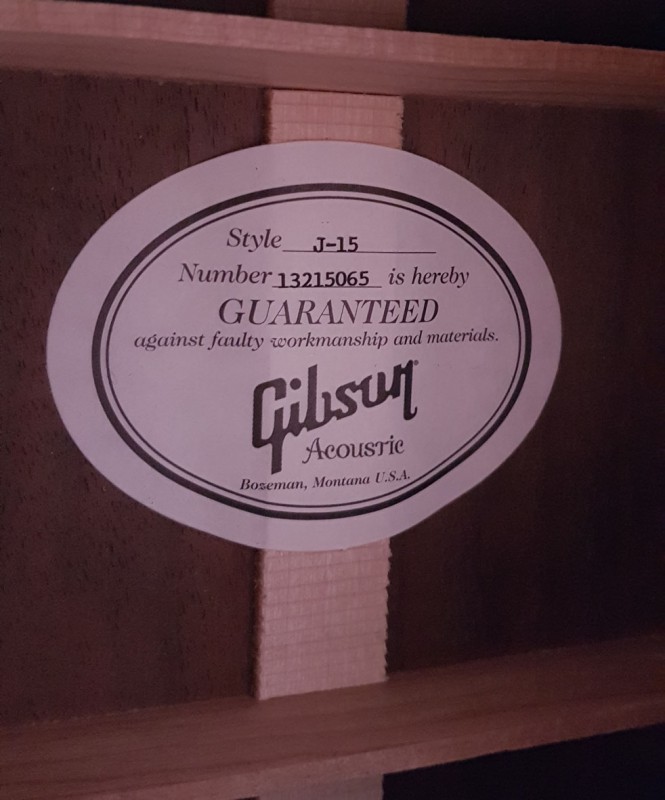 Style J-15
Number 13215065 is hereby
GUARANTEED
against faulty workmanship and materials.
Gibson®
Acoustic
Bozeman, Montana U.S.A.